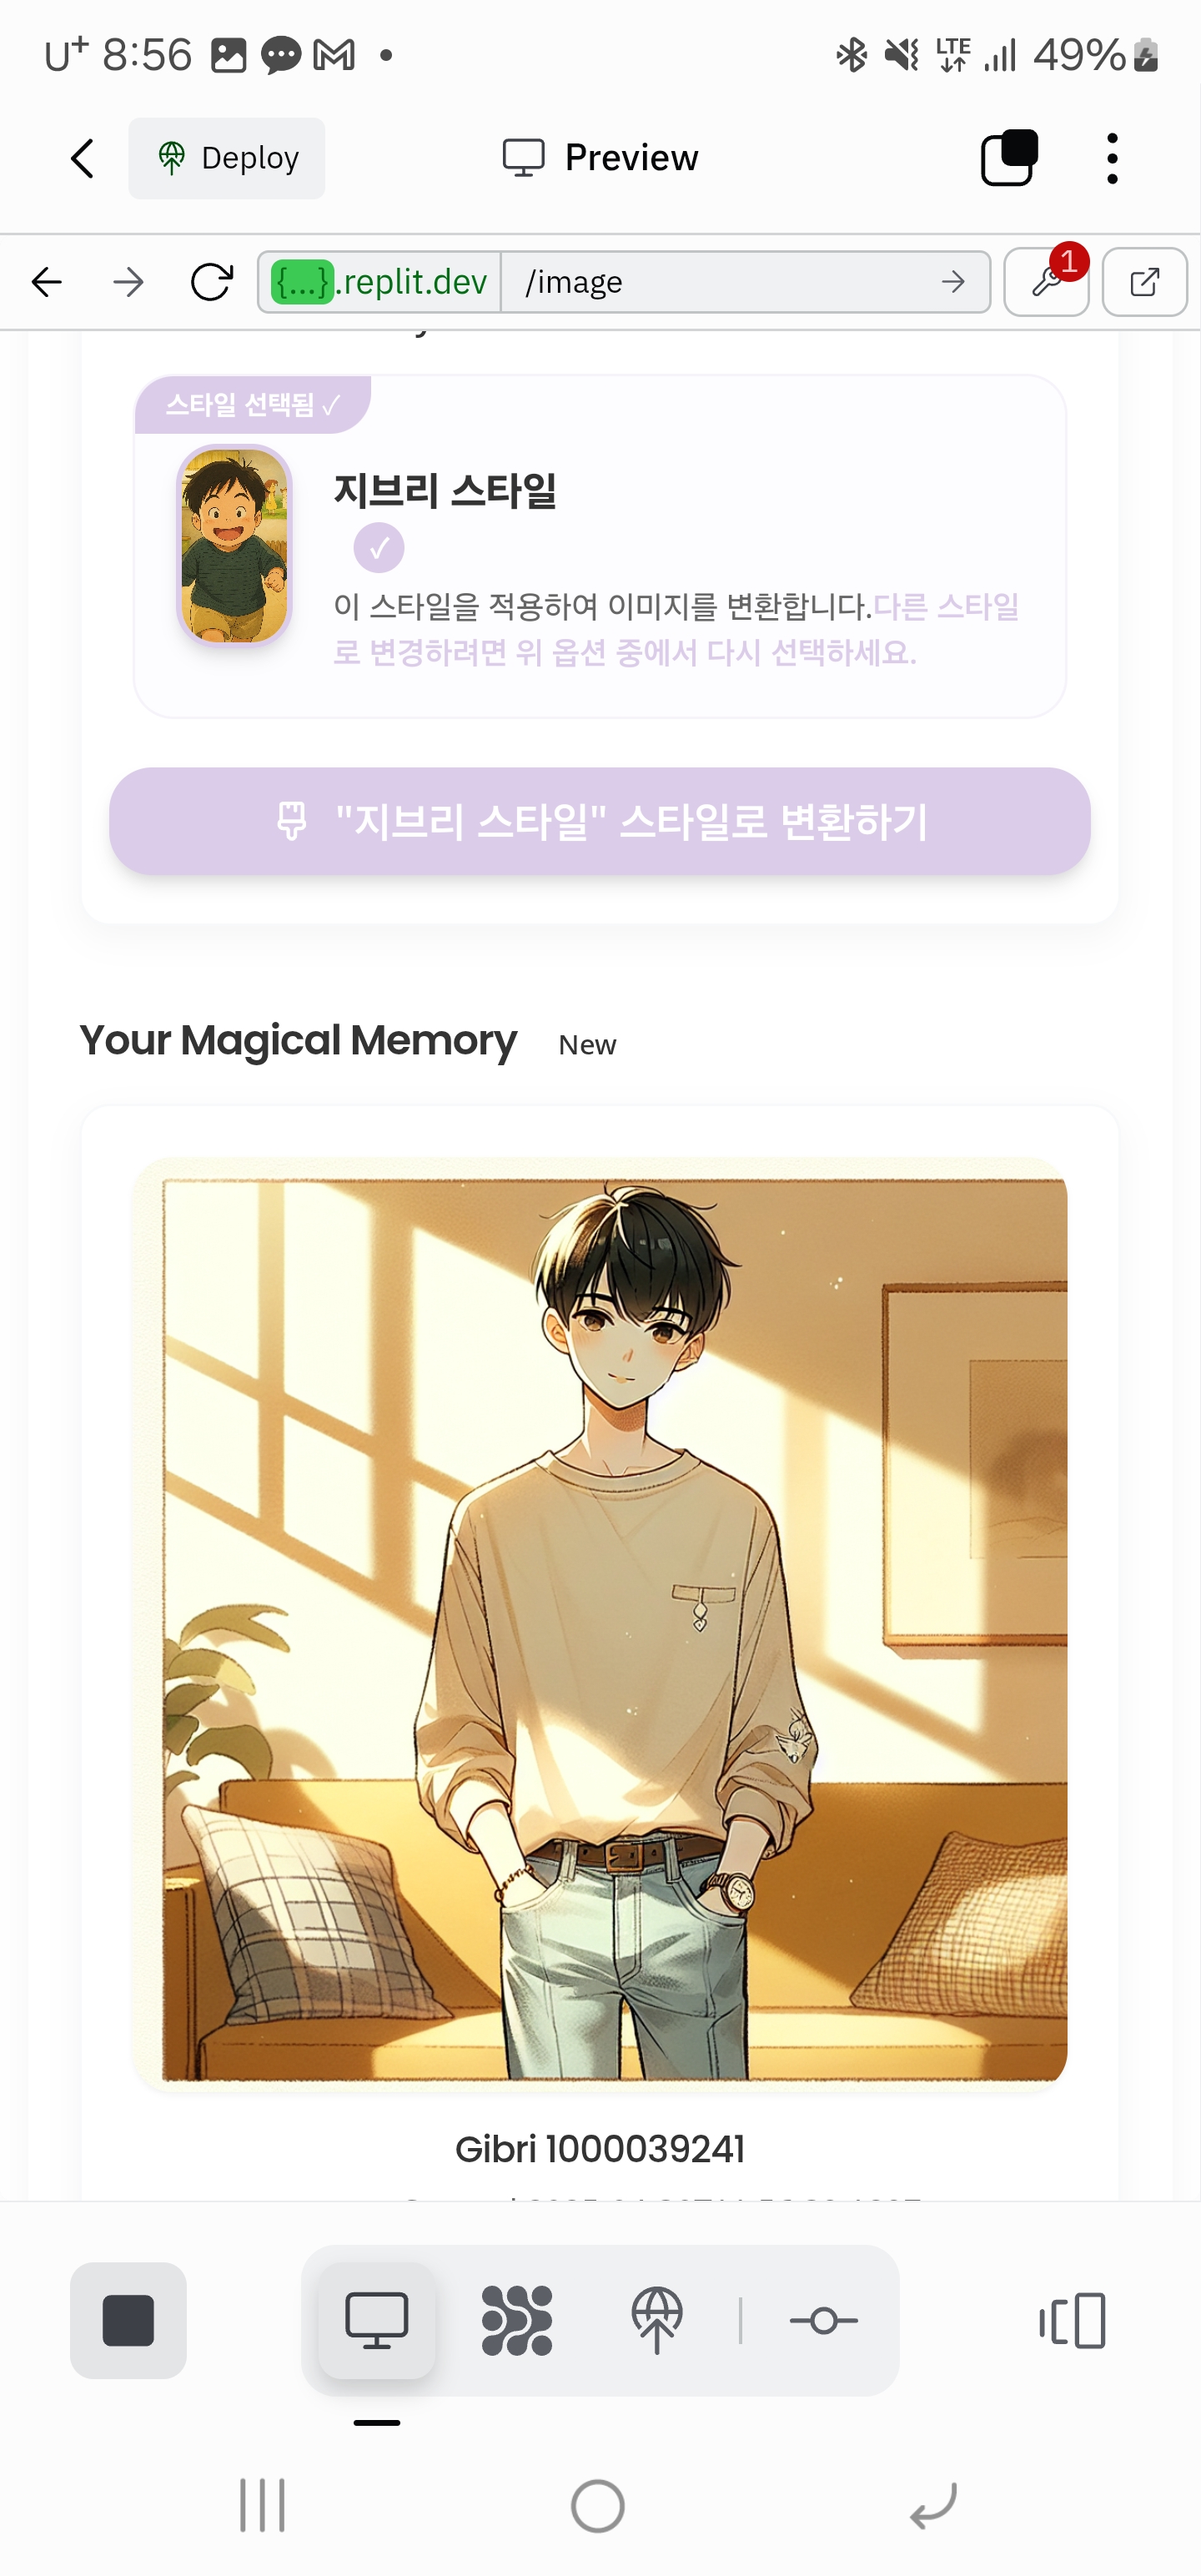 U+ 8:56 LTE 49%
Deploy Preview
{...}.replit.dev /image 1
스타일 선택됨 ✓
지브리 스타일
✓
이 스타일을 적용하여 이미지를 변환합니다.다른 스타일
로 변경하려면 위 옵션 중에서 다시 선택하세요.
"지브리 스타일" 스타일로 변환하기
Your Magical Memory New
Gibri 1000039241